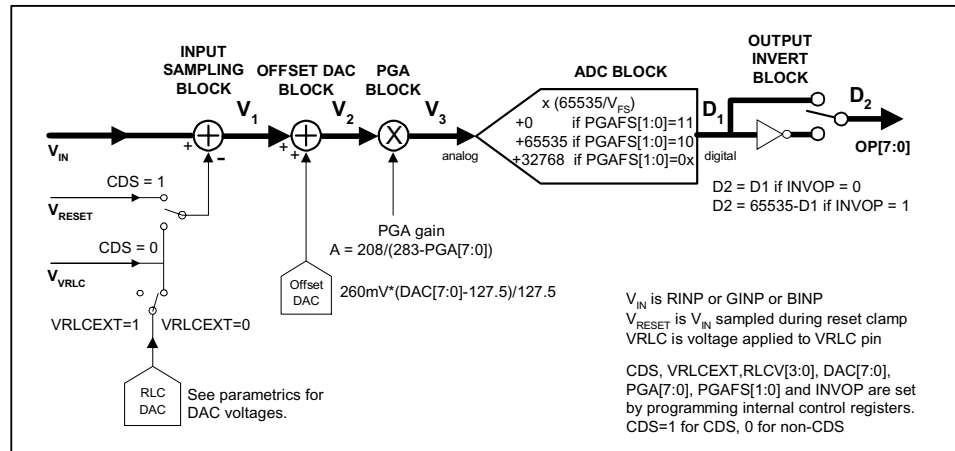 INPUT
SAMPLING
BLOCK
OFFSET DAC
BLOCK
PGA
BLOCK
ADC BLOCK
OUTPUT
INVERT
BLOCK
V1
V2
V3
x (65535/VFS)
+0 if PGAFS[1:0]=11
+65535 if PGAFS[1:0]=10
+32768 if PGAFS[1:0]=0x
D1
D2
VIN
+
-
+
+
+
X
analog
digital
OP[7:0]
CDS = 1
VRESET
CDS = 0
VVRLC
VRLCEXT=1
VRLCEXT=0
RLC
DAC
See parametrics for
DAC voltages.
PGA gain
A = 208/(283-PGA[7:0])
Offset
DAC
260mV*(DAC[7:0]-127.5)/127.5
D2 = D1 if INVOP = 0
D2 = 65535-D1 if INVOP = 1
VIN is RINP or GINP or BINP
VRESET is VIN sampled during reset clamp
VRLC is voltage applied to VRLC pin
CDS, VRLCEXT,RLCV[3:0], DAC[7:0],
PGA[7:0], PGAFS[1:0] and INVOP are set
by programming internal control registers.
CDS=1 for CDS, 0 for non-CDS